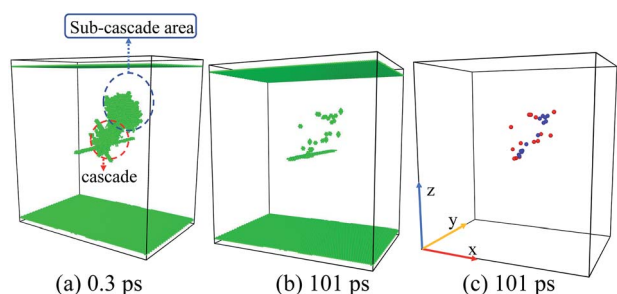 Sub-cascade area
cascade
z
y
x
(a) 0.3 ps
(b) 101 ps
(c) 101 ps